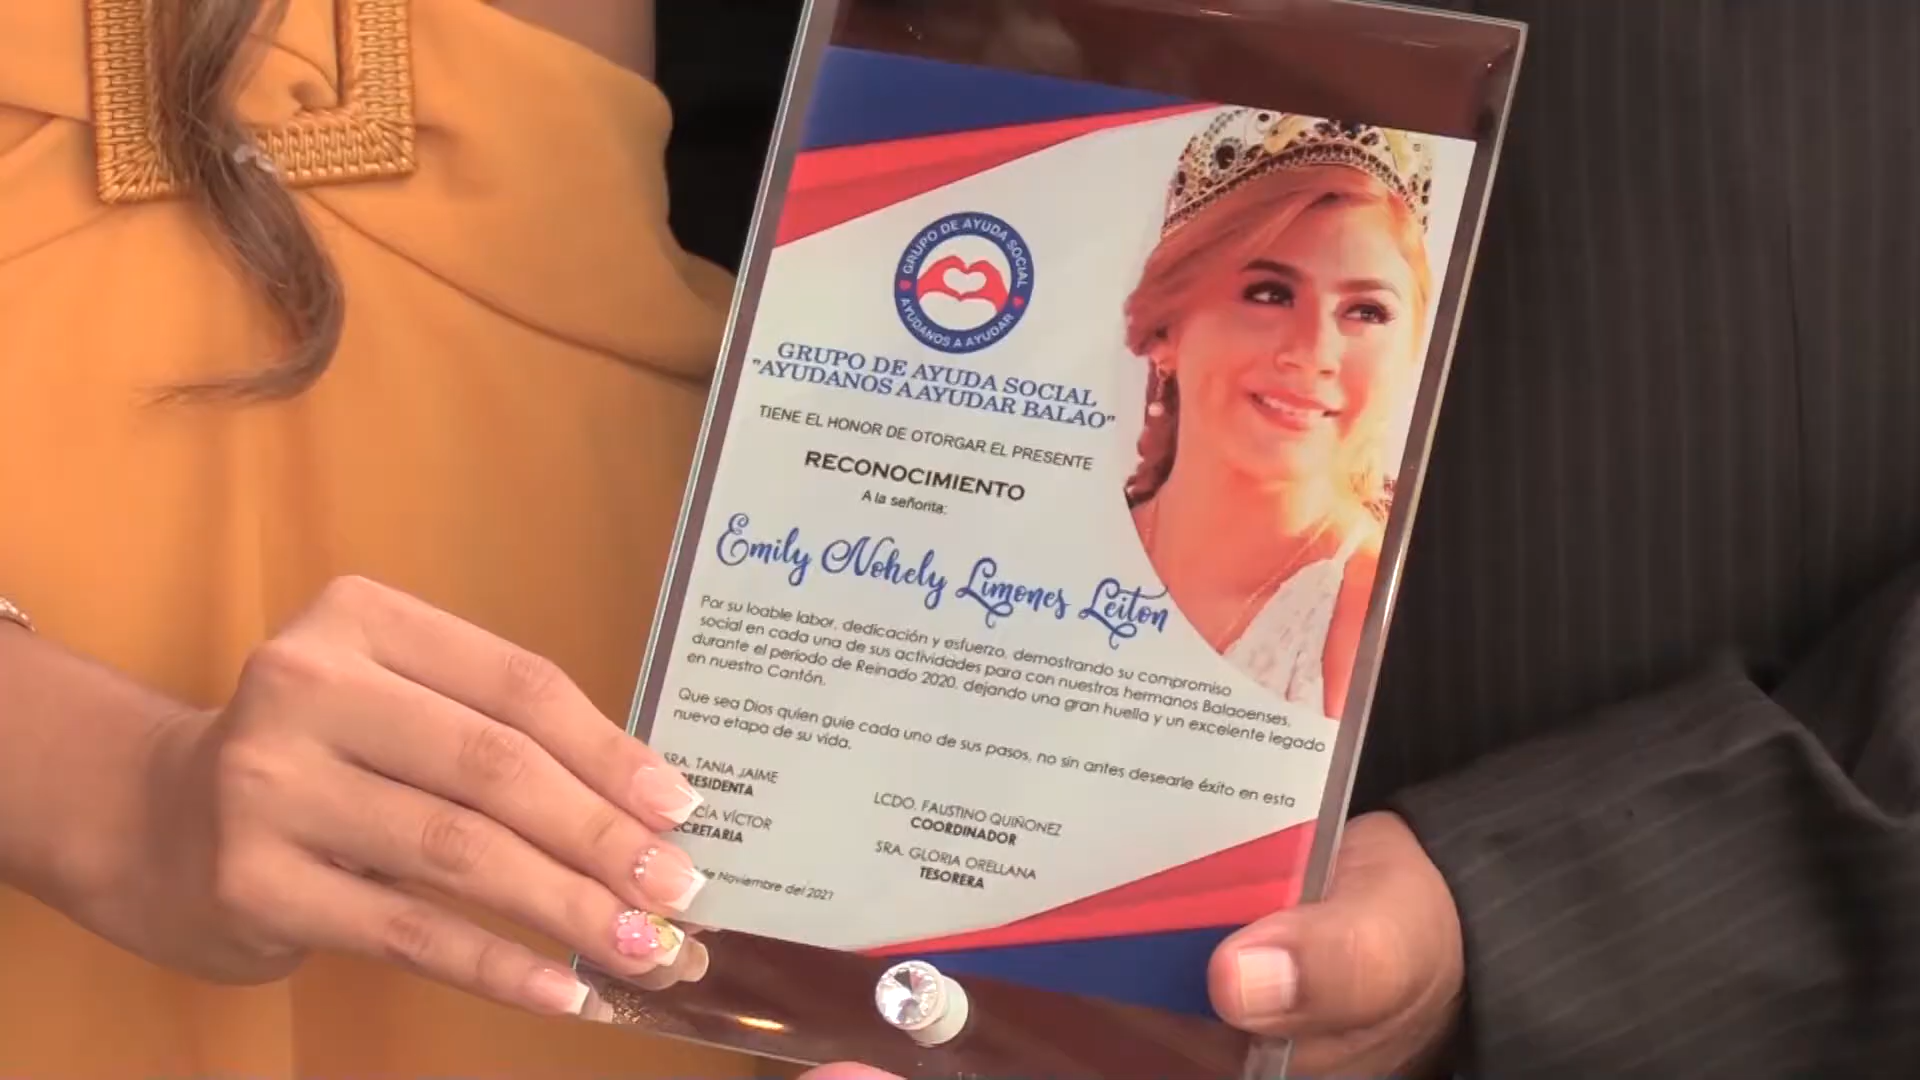 GRUPO DE AYUDA SOCIAL
AYUDANOS A AYUDAR
GRUPO DE AYUDA SOCIAL
"AYUDANOS A AYUDAR BALAO"
TIENE EL HONOR DE OTORGAR EL PRESENTE
RECONOCIMIENTO
A la señorita:
Emily Nohely Limones Leiton
Por su loable labor, dedicación y esfuerzo, demostrando su compromiso
social en cada una de sus actividades para con nuestros hermanos Balaoenses,
durante el periodo de Reinado 2020, dejando una gran huella y un excelente legado
en nuestro Cantón.
Que sea Dios quien guie cada uno de sus pasos, no sin antes desearle éxito en esta
nueva etapa de su vida.
SRA. TANIA JAIME
VÍCTOR
LCDO. FAUSTINO QUIÑONEZ
COORDINADOR
SRA. GLORIA ORELLANA
TESORERA
de Noviembre del 2021